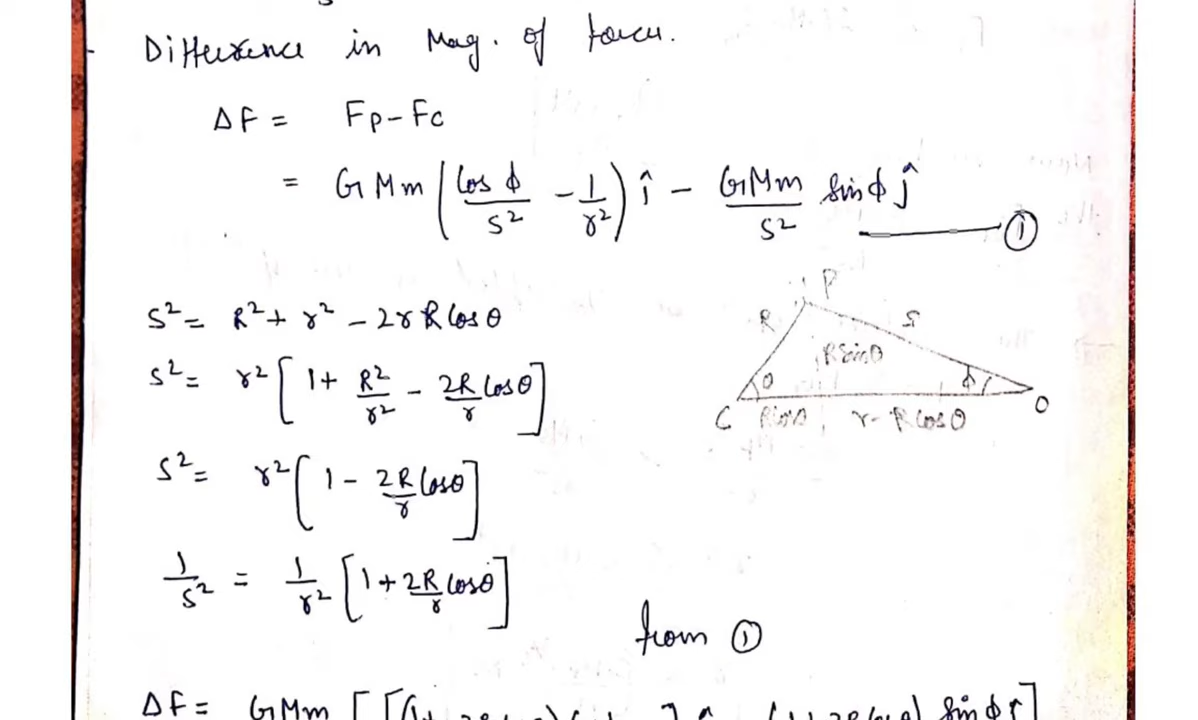 Difference in Mag. of force.
ΔF = Fp - Fc
= GMm (cos φ / s² - 1/r²) î - GMm/s² sin φ ĵ ——— ①
s² = R² + r² - 2rR cos θ
s² = r² [1 + R²/r² - 2R/r cos θ]
s² = r² [1 - 2R/r cos θ]
1/s² = 1/r² [1 + 2R/r cos θ]
P
R
s
R sin θ
θ
φ
C
R cos θ
r - R cos θ
O
from ①
ΔF = GMm